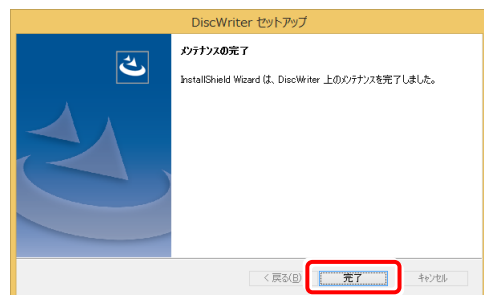 DiscWriter セットアップ
メンテナンスの完了
InstallShield Wizard は、DiscWriter 上のメンテナンスを完了しました。
< 戻る(B)
完了
キャンセル